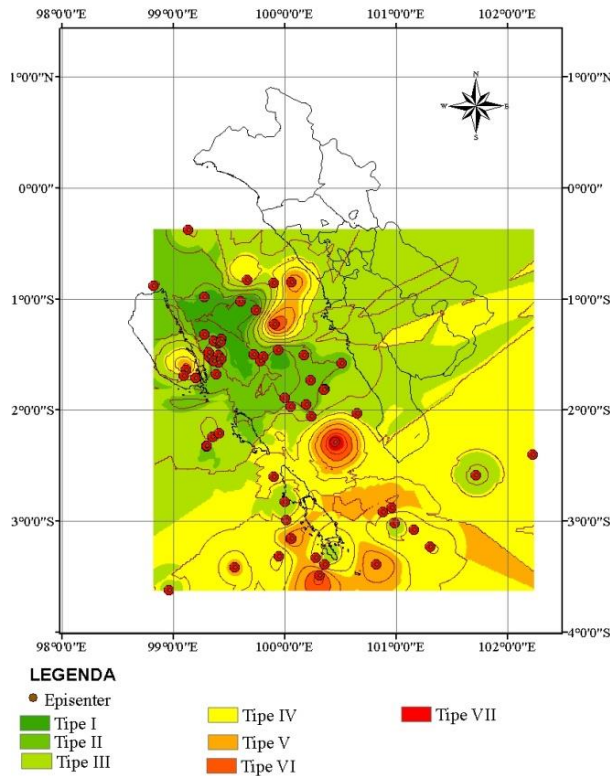 98°0'0"E 99°0'0"E 100°0'0"E 101°0'0"E 102°0'0"E
1°0'0"N 1°0'0"N
N
W E
S
0°0'0" 0°0'0"
1°0'0"S 1°0'0"S
2°0'0"S 2°0'0"S
3°0'0"S 3°0'0"S
4°0'0"S
98°0'0"E 99°0'0"E 100°0'0"E 101°0'0"E 102°0'0"E
LEGENDA
Episenter
Tipe I
Tipe II
Tipe III
Tipe IV
Tipe V
Tipe VI
Tipe VII